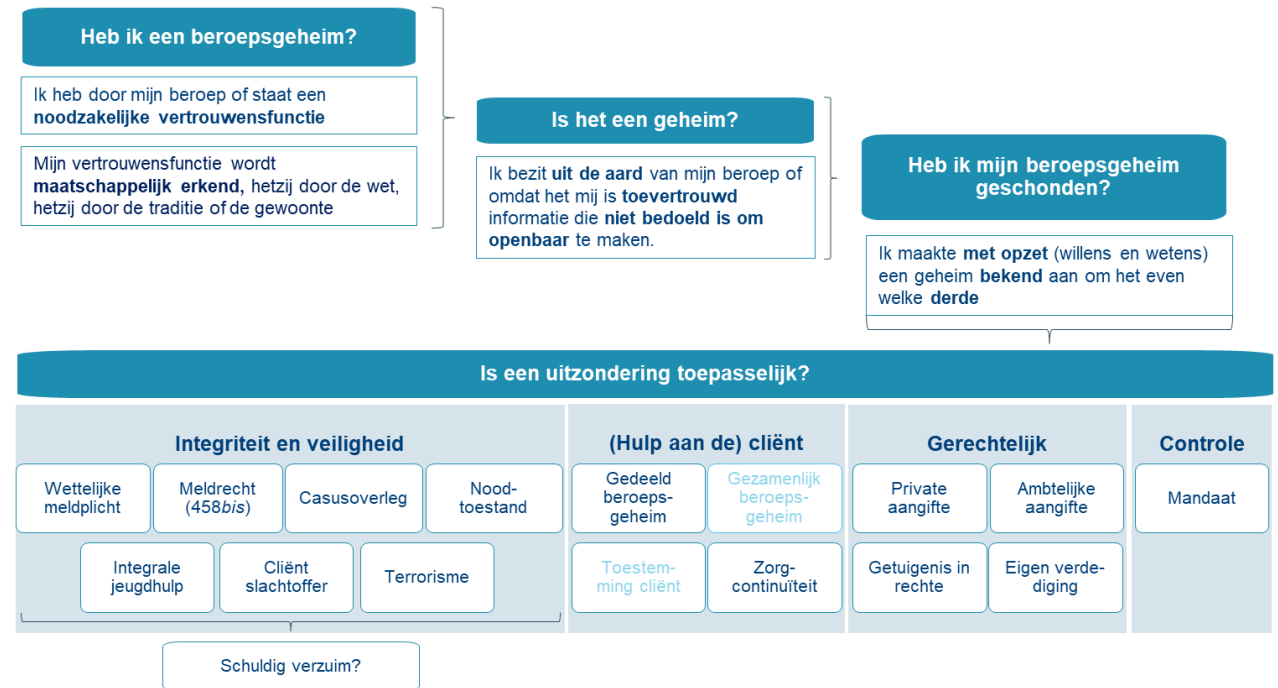 Heb ik een beroepsgeheim?
Ik heb door mijn beroep of staat een
noodzakelijke vertrouwensfunctie
Mijn vertrouwensfunctie wordt
maatschappelijk erkend, hetzij door de wet,
hetzij door de traditie of de gewoonte
Is het een geheim?
Ik bezit uit de aard van mijn beroep of
omdat het mij is toevertrouwd
informatie die niet bedoeld is om
openbaar te maken.
Heb ik mijn beroepsgeheim
geschonden?
Ik maakte met opzet (willens en wetens)
een geheim bekend aan om het even
welke derde
Is een uitzondering toepasselijk?
Integriteit en veiligheid
Wettelijke
meldplicht
Meldrecht
(458bis)
Casusoverleg
Nood-
toestand
Integrale
jeugdhulp
Cliënt
slachtoffer
Terrorisme
Schuldig verzuim?
(Hulp aan de) cliënt
Gedeeld
beroeps-
geheim
Gezamenlijk
beroeps-
geheim
Toestem-
ming cliënt
Zorg-
continuïteit
Gerechtelijk
Private
aangifte
Ambtelijke
aangifte
Getuigenis in
rechte
Eigen verde-
diging
Controle
Mandaat